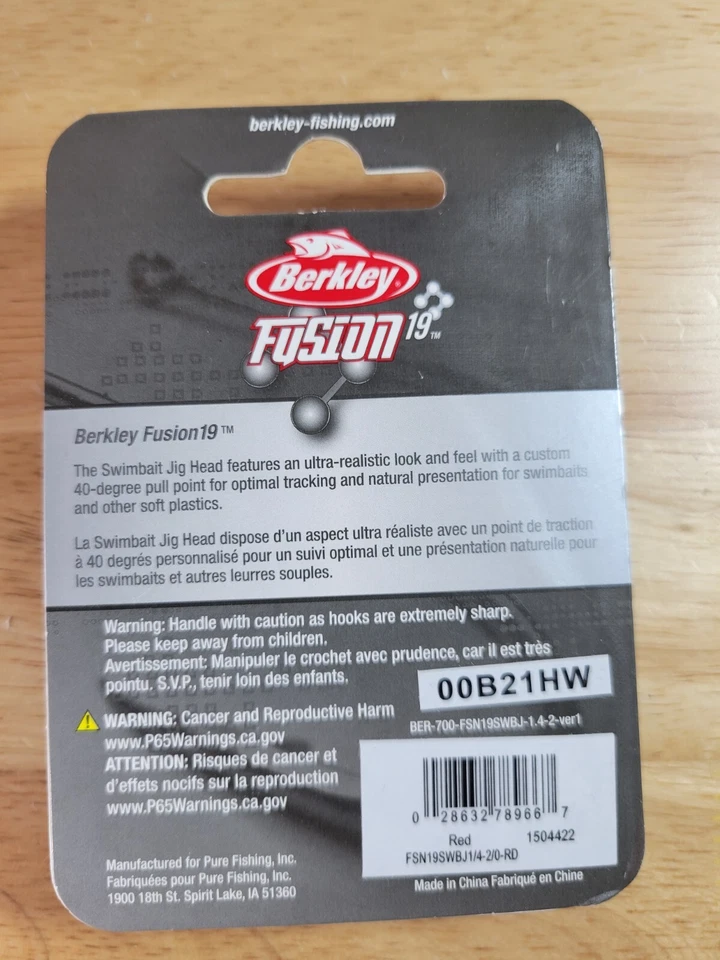 berkley-fishing.com
Berkley®
FUSION 19™
Berkley Fusion19™
The Swimbait Jig Head features an ultra-realistic look and feel with a custom
40-degree pull point for optimal tracking and natural presentation for swimbaits
and other soft plastics.
La Swimbait Jig Head dispose d'un aspect ultra réaliste avec un point de traction
à 40 degrés personnalisé pour un suivi optimal et une présentation naturelle pour
les swimbaits et autres leurres souples.
Warning: Handle with caution as hooks are extremely sharp.
Please keep away from children.
Avertissement: Manipuler le crochet avec prudence, car il est très
pointu. S.V.P., tenir loin des enfants.
00B21HW
WARNING: Cancer and Reproductive Harm
www.P65Warnings.ca.gov
ATTENTION: Risques de cancer et
d'effets nocifs sur la reproduction
www.P65Warnings.ca.gov
BER-700-FSN19SWBJ-1.4-2-ver1
0 28632 78966 7
Red 1504422
FSN19SWBJ1/4-2/0-RD
Manufactured for Pure Fishing, Inc.
Fabriquées pour Pure Fishing, Inc.
1900 18th St. Spirit Lake, IA 51360
Made in China Fabriqué en Chine